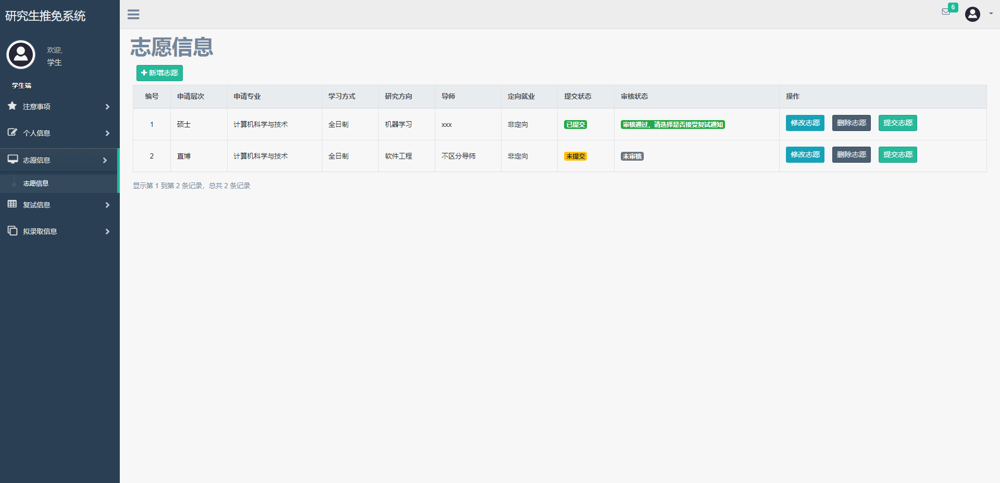 研究生推免系统
6
欢迎,
学生
学生端
注意事项
个人信息
志愿信息
志愿信息
复试信息
拟录取信息
志愿信息
新增志愿
编号 申请层次 申请专业 学习方式 研究方向 导师 定向就业 提交状态 审核状态 操作
1 硕士 计算机科学与技术 全日制 机器学习 xxx 非定向 已提交 审核通过，请选择是否接受复试通知 修改志愿 删除志愿 提交志愿
2 直博 计算机科学与技术 全日制 软件工程 不区分导师 非定向 未提交 未审核 修改志愿 删除志愿 提交志愿
显示第 1 到第 2 条记录，总共 2 条记录